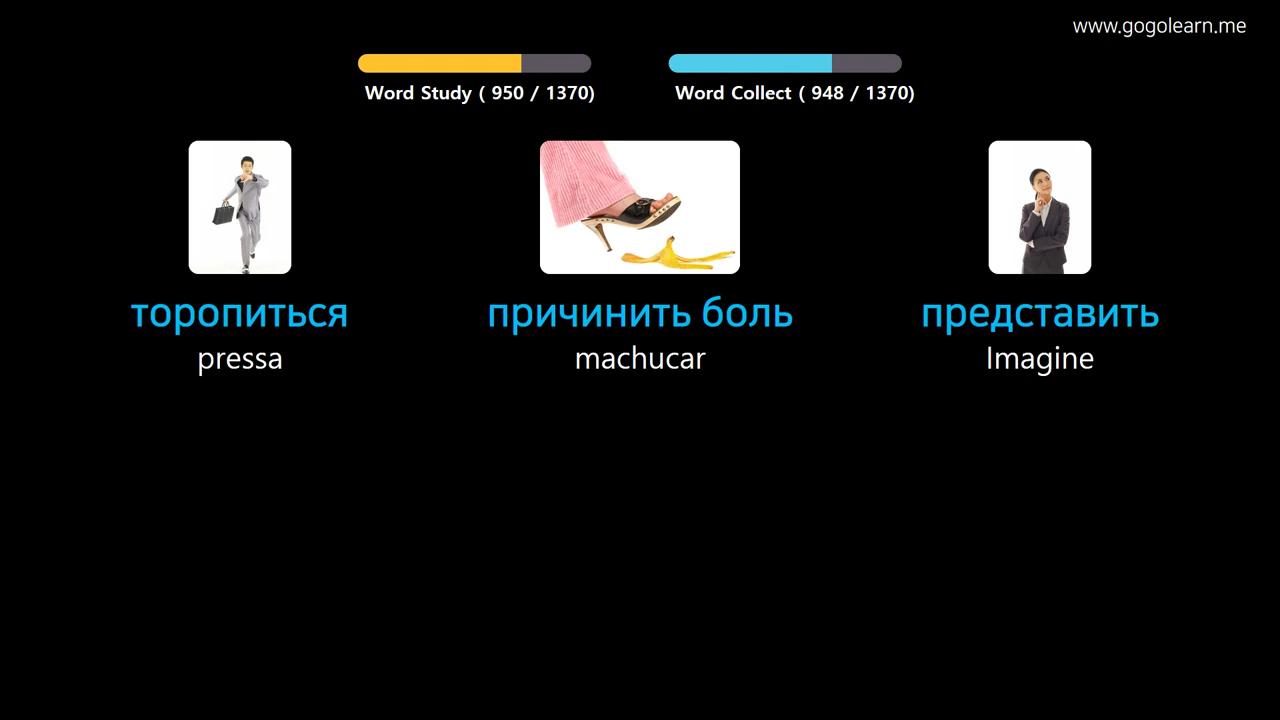 www.gogolearn.me
Word Study ( 950 / 1370)
Word Collect ( 948 / 1370)
торопиться
причинить боль
представить
pressa
machucar
Imagine